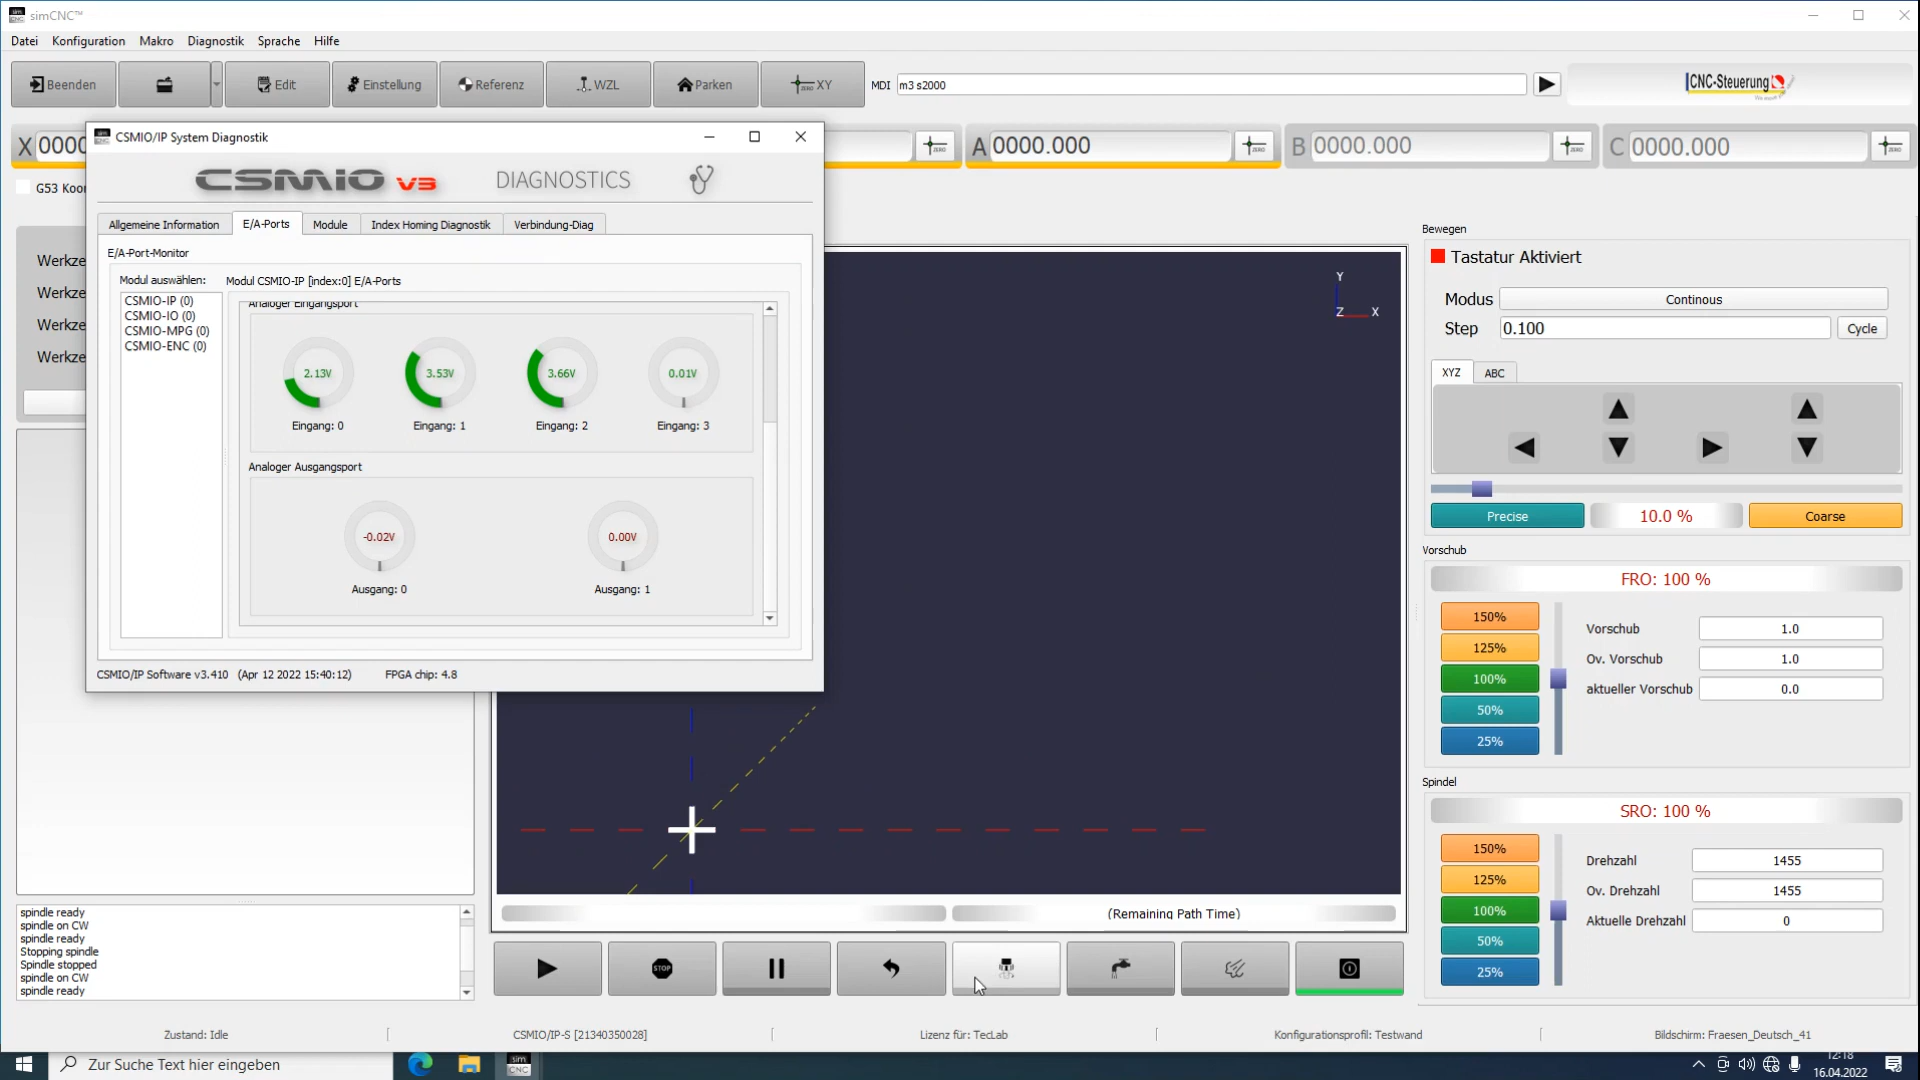 simCNC™
Datei Konfiguration Makro Diagnostik Sprache Hilfe
Beenden Edit Einstellung Referenz WZL Parken XY MDI m3 s2000 CNC-Steuerung
X 0000 A 0000.000 B 0000.000 C 0000.000
G53 Koor
Werkze
Werkze
Werkze
Werkze
CSMIO/IP System Diagnostik
CSMIO V3 DIAGNOSTICS
Allgemeine Information E/A-Ports Module Index Homing Diagnostik Verbindung-Diag
E/A-Port-Monitor
Modul auswählen: Modul CSMIO-IP [index:0] E/A-Ports
CSMIO-IP (0)
CSMIO-IO (0)
CSMIO-MPG (0)
CSMIO-ENC (0)
Analoger Eingangsport
2.13V 3.53V 3.66V 0.01V
Eingang: 0 Eingang: 1 Eingang: 2 Eingang: 3
Analoger Ausgangsport
-0.02V 0.00V
Ausgang: 0 Ausgang: 1
CSMIO/IP Software v3.410 (Apr 12 2022 15:40:12) FPGA chip: 4.8
Y
Z X
(Remaining Path Time)
STOP
spindle ready
spindle on CW
spindle ready
Stopping spindle
Spindle stopped
spindle on CW
spindle ready
Bewegen
Tastatur Aktiviert
Modus Continous
Step 0.100 Cycle
XYZ ABC
Precise 10.0 % Coarse
Vorschub
FRO: 100 %
150%
125%
100%
50%
25%
Vorschub 1.0
Ov. Vorschub 1.0
aktueller Vorschub 0.0
Spindel
SRO: 100 %
150%
125%
100%
50%
25%
Drehzahl 1455
Ov. Drehzahl 1455
Aktuelle Drehzahl 0
Zustand: Idle CSMIO/IP-S [21340350028] Lizenz für: TecLab Konfigurationsprofil: Testwand Bildschirm: Fraesen_Deutsch_41
Zur Suche Text hier eingeben
12:18
16.04.2022